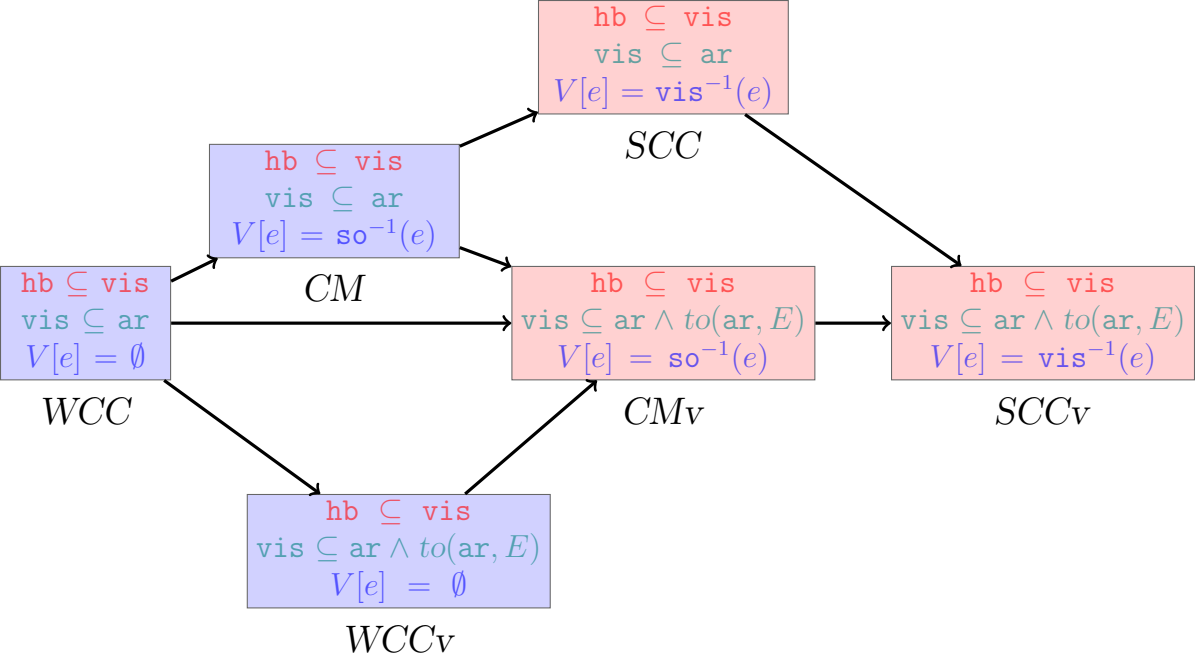 hb ⊆ vis
vis ⊆ ar
V[e] = vis⁻¹(e)
SCC
hb ⊆ vis
vis ⊆ ar
V[e] = so⁻¹(e)
CM
hb ⊆ vis
vis ⊆ ar
V[e] = ∅
WCC
hb ⊆ vis
vis ⊆ ar ∧ to(ar, E)
V[e] = so⁻¹(e)
CMv
hb ⊆ vis
vis ⊆ ar ∧ to(ar, E)
V[e] = vis⁻¹(e)
SCCv
hb ⊆ vis
vis ⊆ ar ∧ to(ar, E)
V[e] = ∅
WCCv